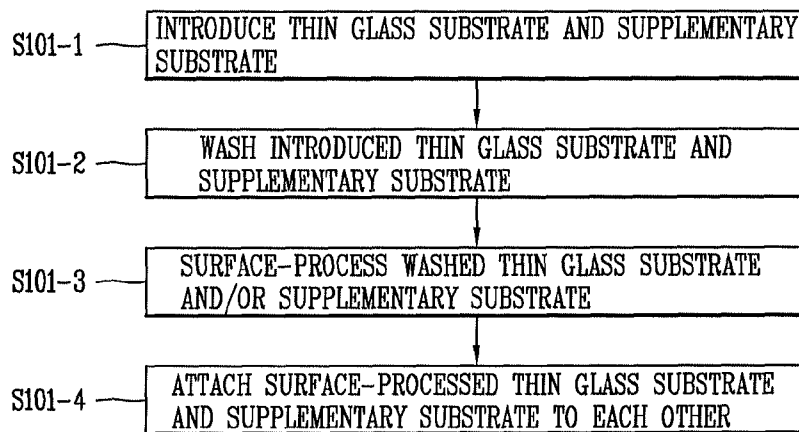 S101-1
INTRODUCE THIN GLASS SUBSTRATE AND SUPPLEMENTARY
SUBSTRATE
S101-2
WASH INTRODUCED THIN GLASS SUBSTRATE AND
SUPPLEMENTARY SUBSTRATE
S101-3
SURFACE-PROCESS WASHED THIN GLASS SUBSTRATE
AND/OR SUPPLEMENTARY SUBSTRATE
S101-4
ATTACH SURFACE-PROCESSED THIN GLASS SUBSTRATE
AND SUPPLEMENTARY SUBSTRATE TO EACH OTHER